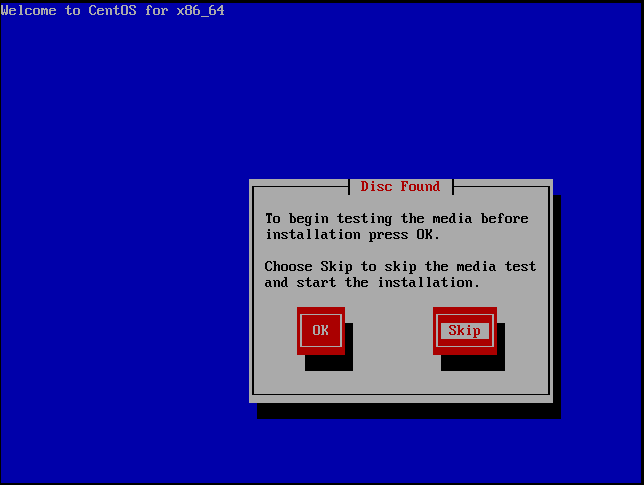 Welcome to CentOS for x86_64
Disc Found
To begin testing the media before
installation press OK.
Choose Skip to skip the media test
and start the installation.
OK
Skip